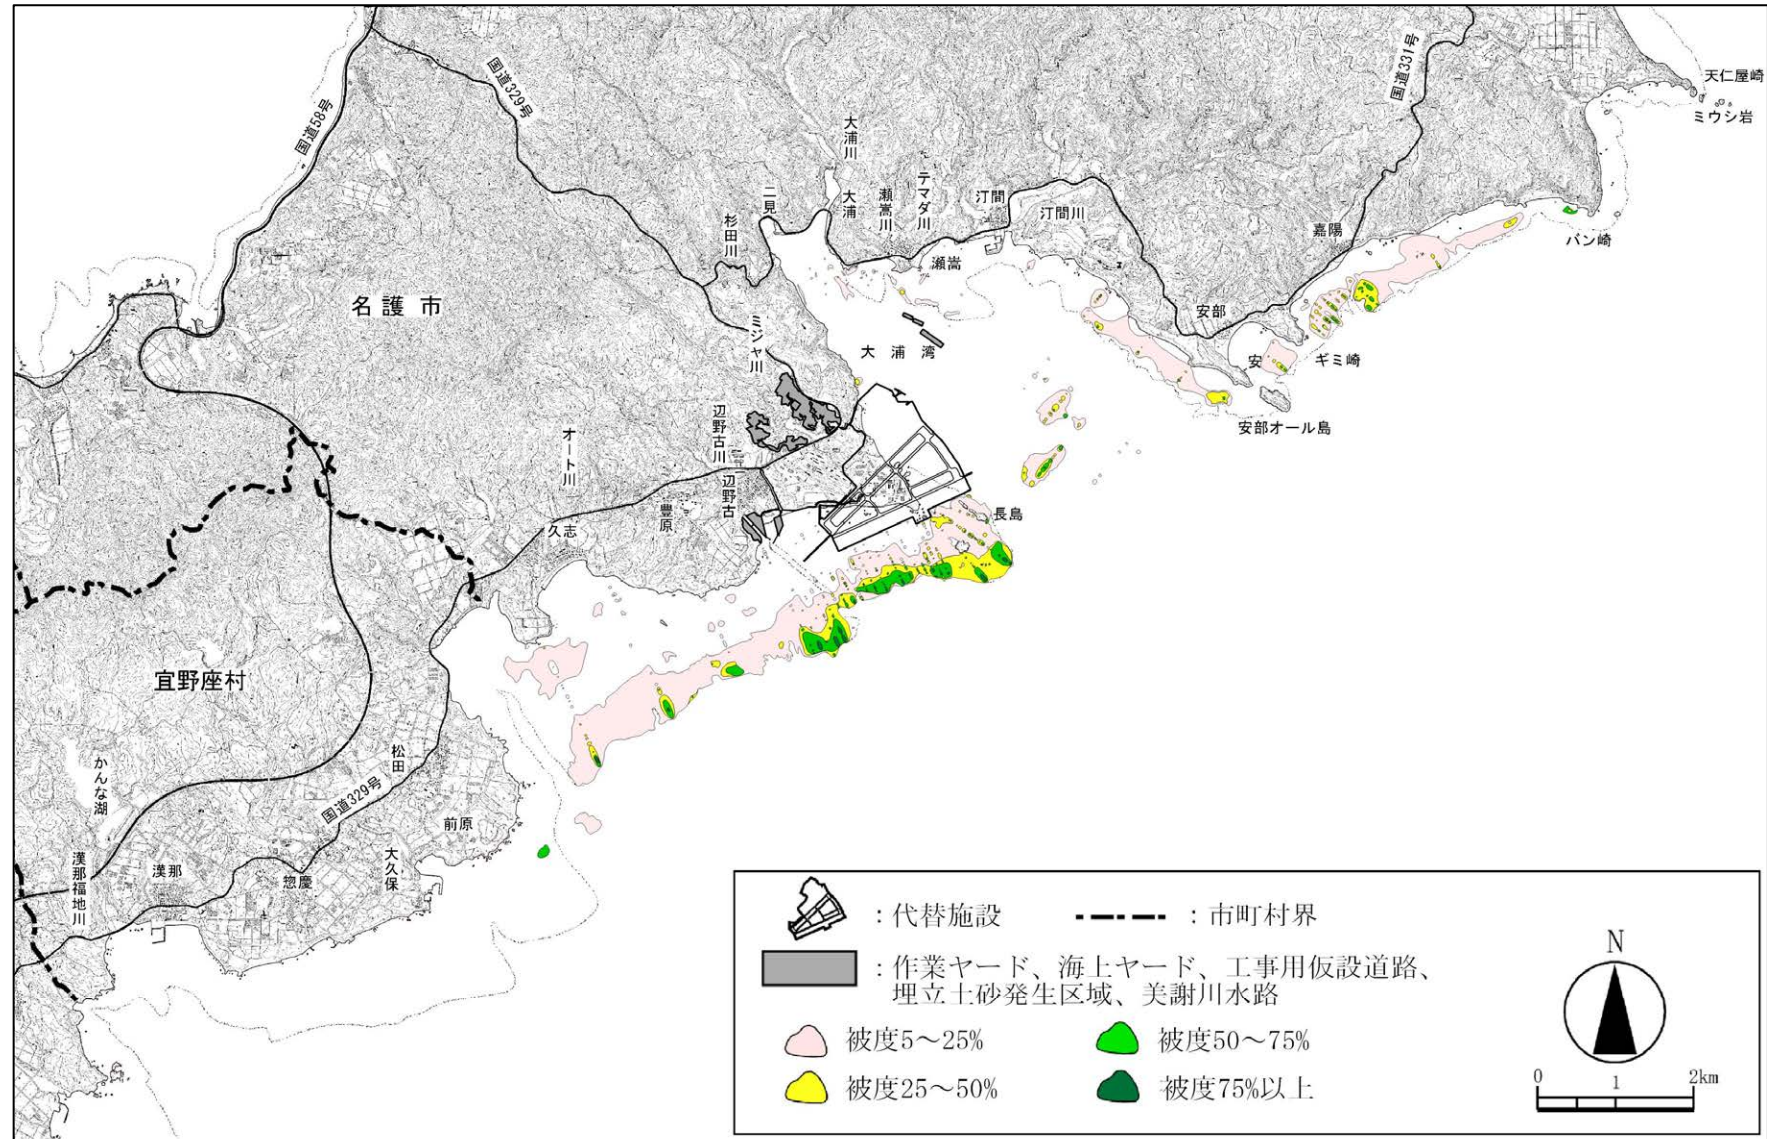 国道58号
国道329号
国道331号
天仁屋崎
ミウシ岩
バン崎
嘉陽
安部
安
ギミ崎
安部オール島
汀間
汀間川
テマダ川
瀬嵩川
瀬嵩
大浦川
大浦
二見
杉田川
大浦湾
ミジャ川
名護市
辺野古川
辺野古
オート川
豊原
久志
長島
宜野座村
かんな湖
松田
国道329号
前原
大久保
惣慶
漢那
漢那福地川
：代替施設
：市町村界
：作業ヤード、海上ヤード、工事用仮設道路、
埋立土砂発生区域、美謝川水路
被度5～25%
被度50～75%
被度25～50%
被度75%以上
N
0 1 2km